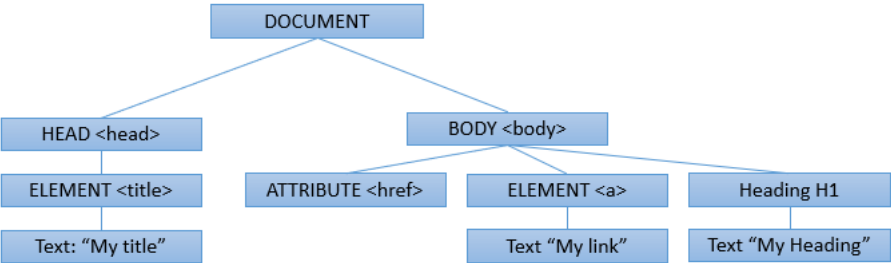 DOCUMENT
HEAD <head>
BODY <body>
ELEMENT <title>
ATTRIBUTE <href>
ELEMENT <a>
Heading H1
Text: “My title”
Text “My link”
Text “My Heading”